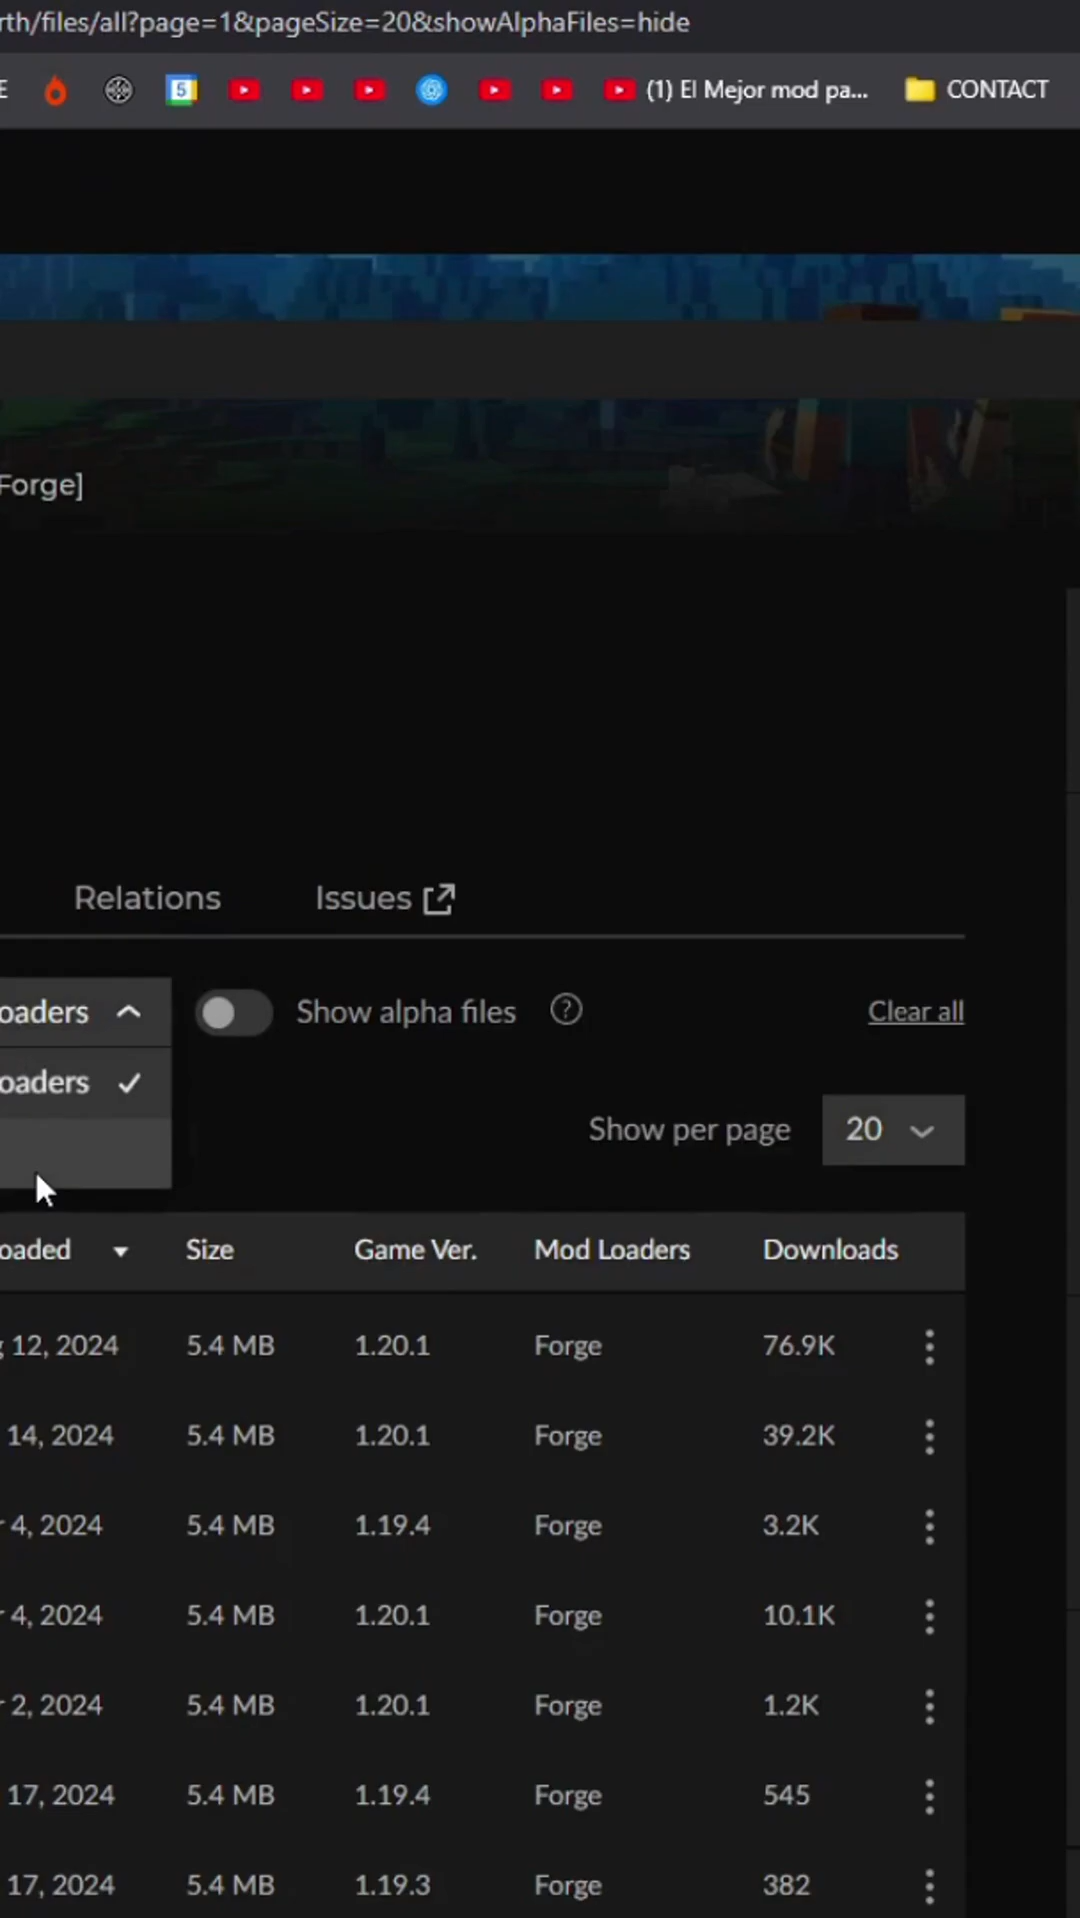 rth/files/all?page=1&pageSize=20&showAlphaFiles=hide
E 5 (1) El Mejor mod pa... CONTACT
Forge]
Relations Issues
oaders Show alpha files ? Clear all
oaders
Show per page 20
oaded Size Game Ver. Mod Loaders Downloads
g 12, 2024 5.4 MB 1.20.1 Forge 76.9K
14, 2024 5.4 MB 1.20.1 Forge 39.2K
r 4, 2024 5.4 MB 1.19.4 Forge 3.2K
r 4, 2024 5.4 MB 1.20.1 Forge 10.1K
r 2, 2024 5.4 MB 1.20.1 Forge 1.2K
17, 2024 5.4 MB 1.19.4 Forge 545
17, 2024 5.4 MB 1.19.3 Forge 382